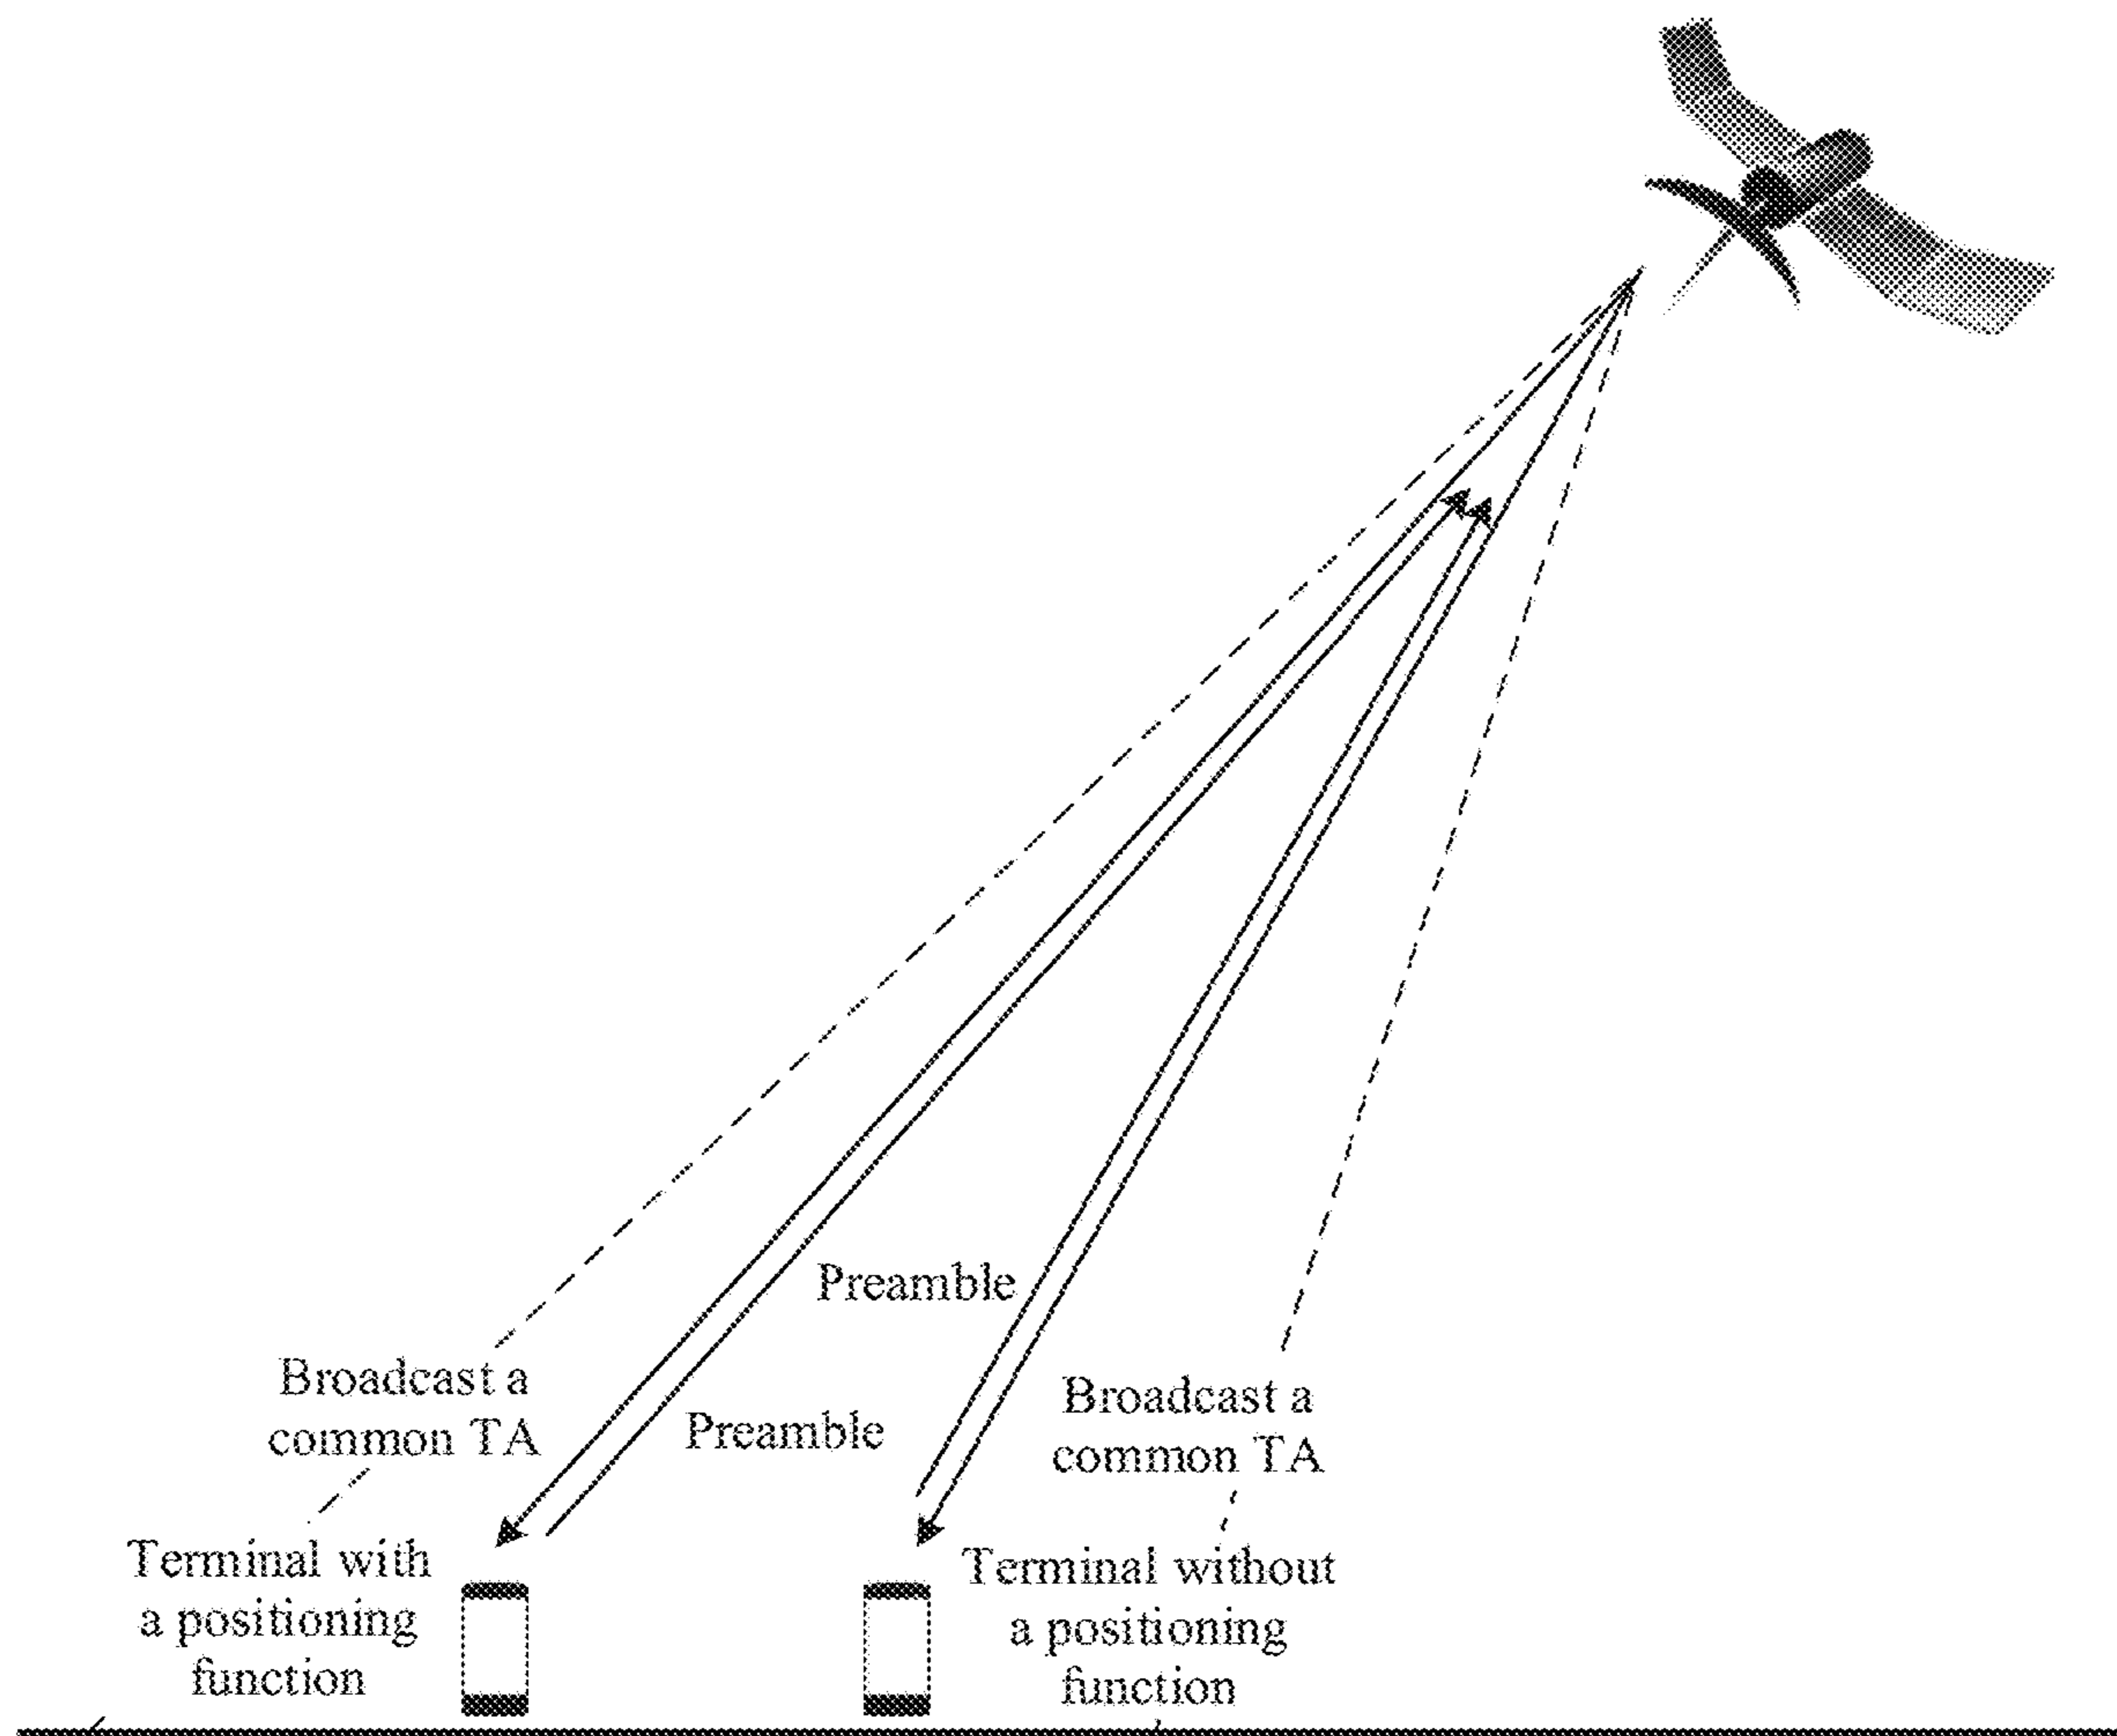 Preamble
Broadcast a
common TA
Preamble
Broadcast a
common TA
Terminal with
a positioning
function
Terminal without
a positioning
function